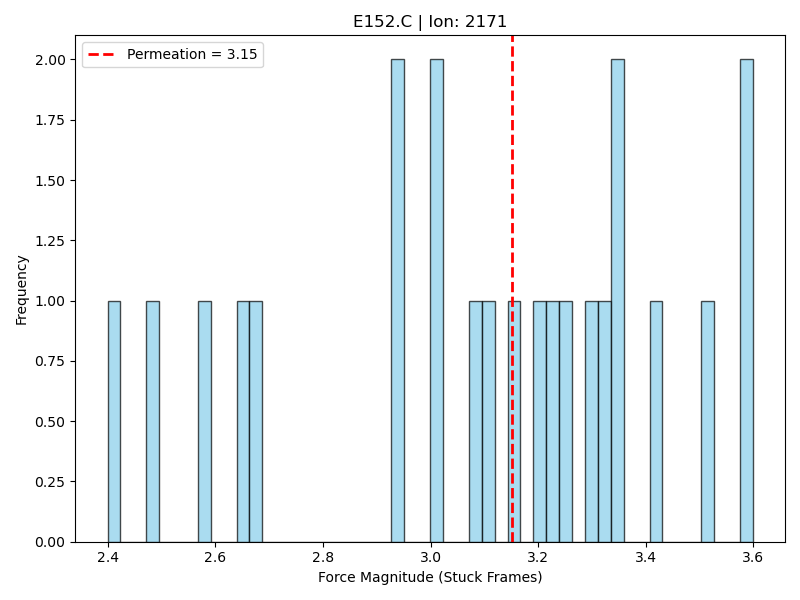 E152.C | Ion: 2171
Permeation = 3.15
2.00
1.75
1.50
1.25
1.00
0.75
0.50
0.25
0.00
Frequency
2.4 2.6 2.8 3.0 3.2 3.4 3.6
Force Magnitude (Stuck Frames)